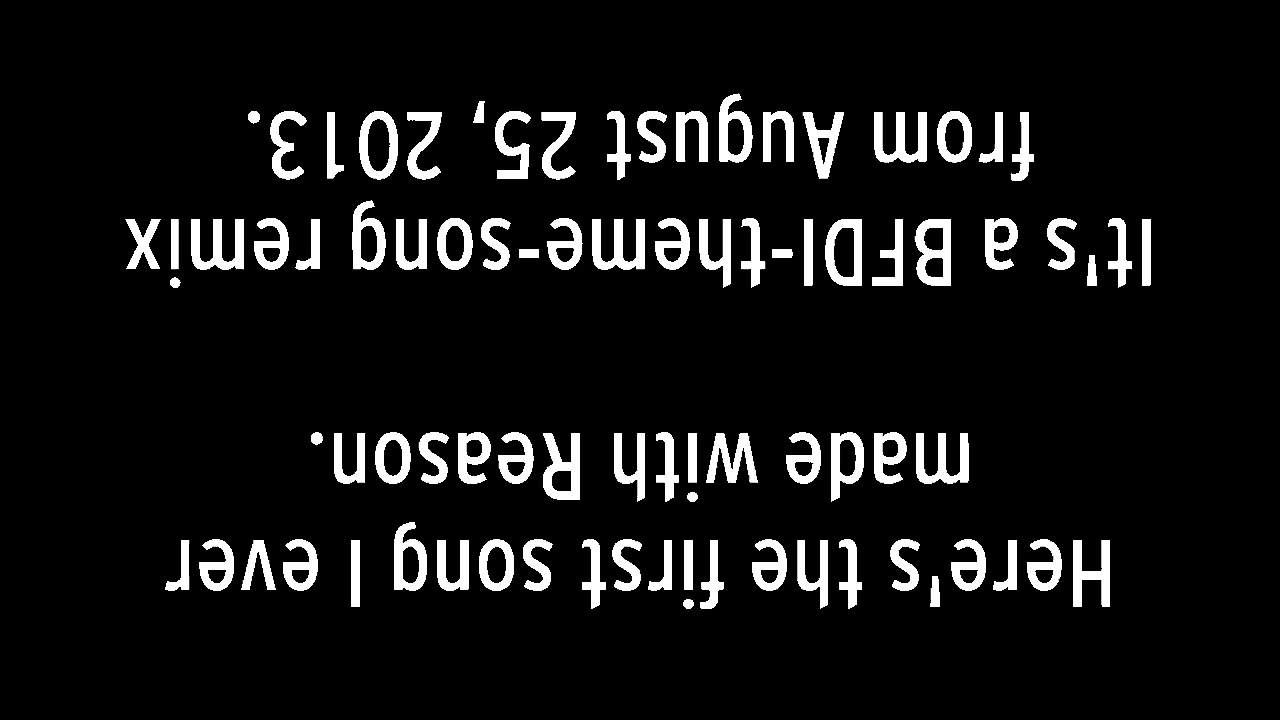 Here's the first song I ever
made with Reason.
It's a BFDI-theme-song remix
from August 25, 2013.